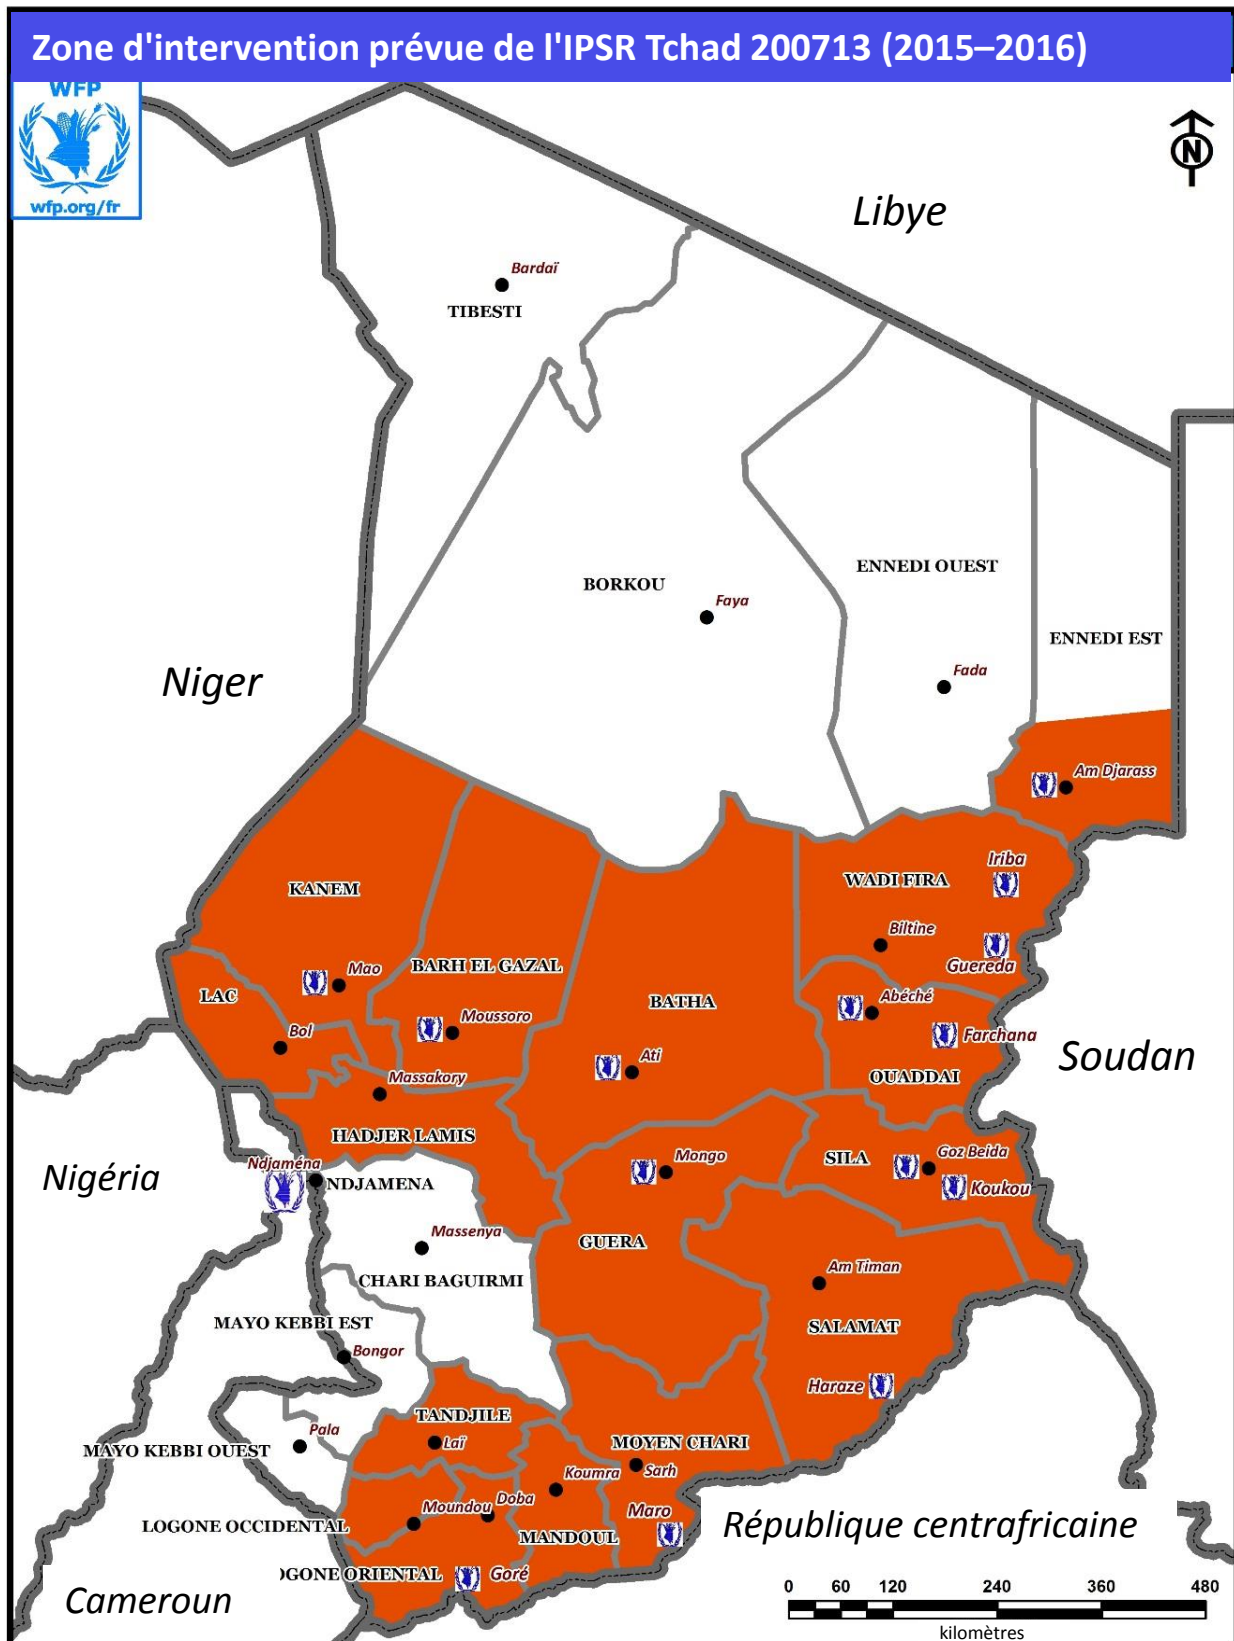 Zone d'intervention prévue de l'IPSR Tchad 200713 (2015–2016)
WFP
wfp.org/fr
N
Libye
Bardaï
TIBESTI
ENNEDI OUEST
BORKOU
Faya
ENNEDI EST
Niger
Fada
Am Djarass
Iriba
KANEM
WADI FIRA
Biltine
Guereda
Mao
BARH EL GAZAL
LAC
BATHA
Abéché
Moussoro
Bol
Farchana
Ati
Soudan
Massakory
OUADDAI
HADJER LAMIS
Mongo
SILA
Goz Beida
Ndjaména
Nigéria
NDJAMENA
Koukou
Massenya
GUERA
Am Timan
CHARI BAGUIRMI
MAYO KEBBI EST
SALAMAT
Bongor
Haraze
TANDJILE
Pala
Laï
MOYEN CHARI
MAYO KEBBI OUEST
Sarh
Koumra
Doba
Moundou
Maro
LOGONE OCCIDENTAL
MANDOUL
République centrafricaine
OGONE ORIENTAL
Goré
Cameroun
0 60 120 240 360 480
kilomètres